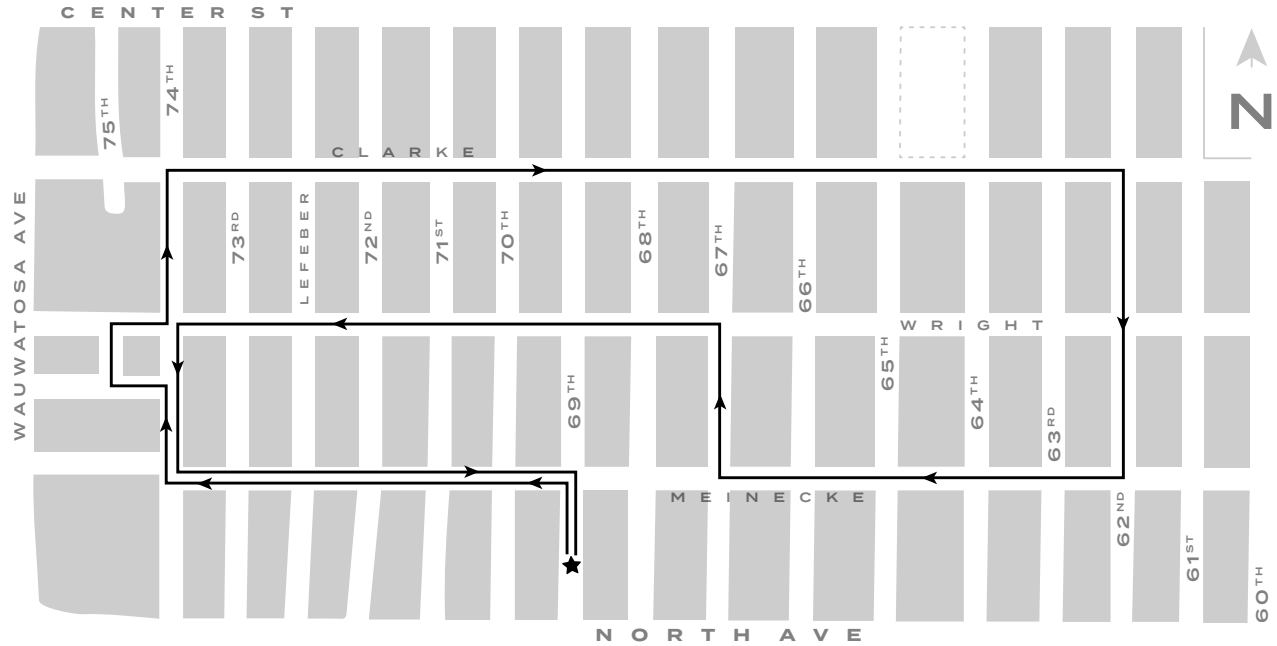 CENTER ST
75TH
74TH
N
CLARKE
WAUWATOSA AVE
73RD
LEFEBER
72ND
71ST
70TH
68TH
67TH
66TH
WRIGHT
65TH
69TH
64TH
63RD
MEINECKE
62ND
61ST
60TH
NORTH AVE